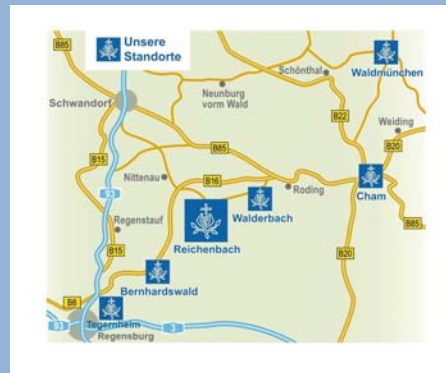 B85
Unsere
Standorte
Schönthal
Waldmünchen
Neunburg
vorm Wald
Schwandorf
B22
Weiding
B20
B15
B85
Nittenau
B16
Cham
93
Roding
Walderbach
Regenstauf
Reichenbach
B85
B15
B20
Bernhardswald
B8
Tegernheim
93
Regensburg
3